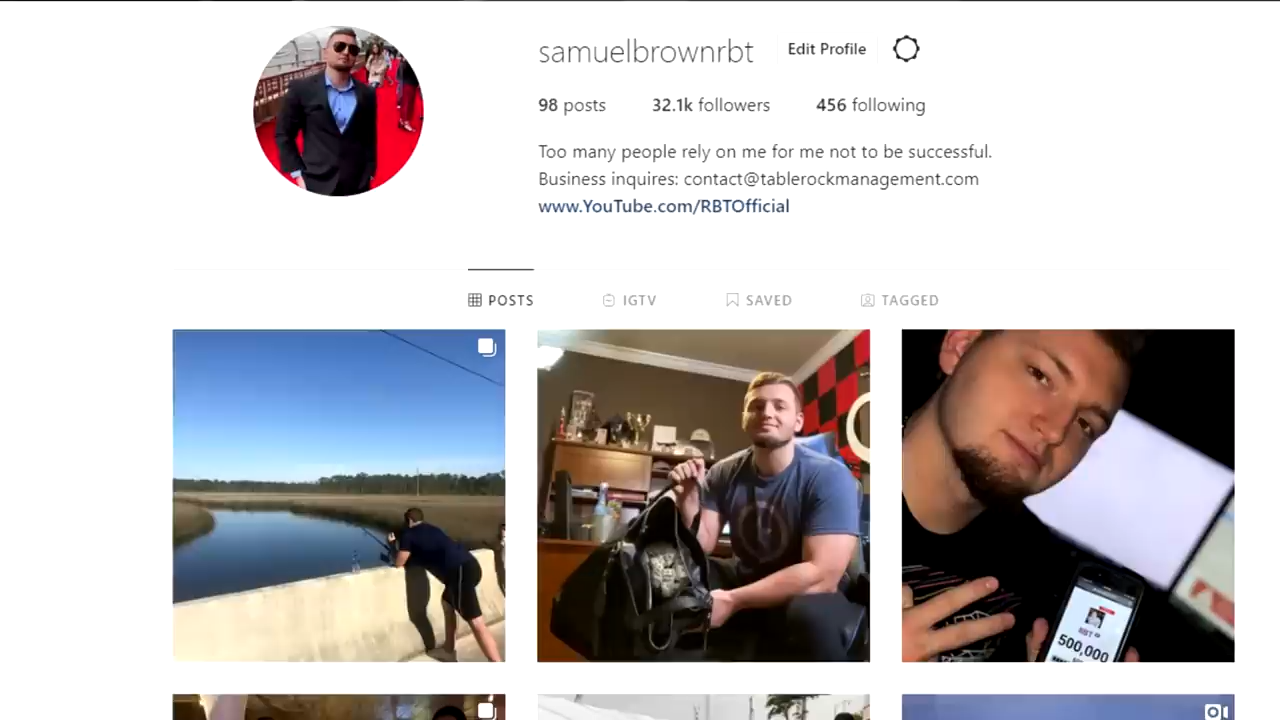 samuelbrownrbt
Edit Profile
98 posts
32.1k followers
456 following
Too many people rely on me for me not to be successful.
Business inquires: contact@tablerockmanagement.com
www.YouTube.com/RBTOfficial
POSTS
IGTV
SAVED
TAGGED
RBT
500,000